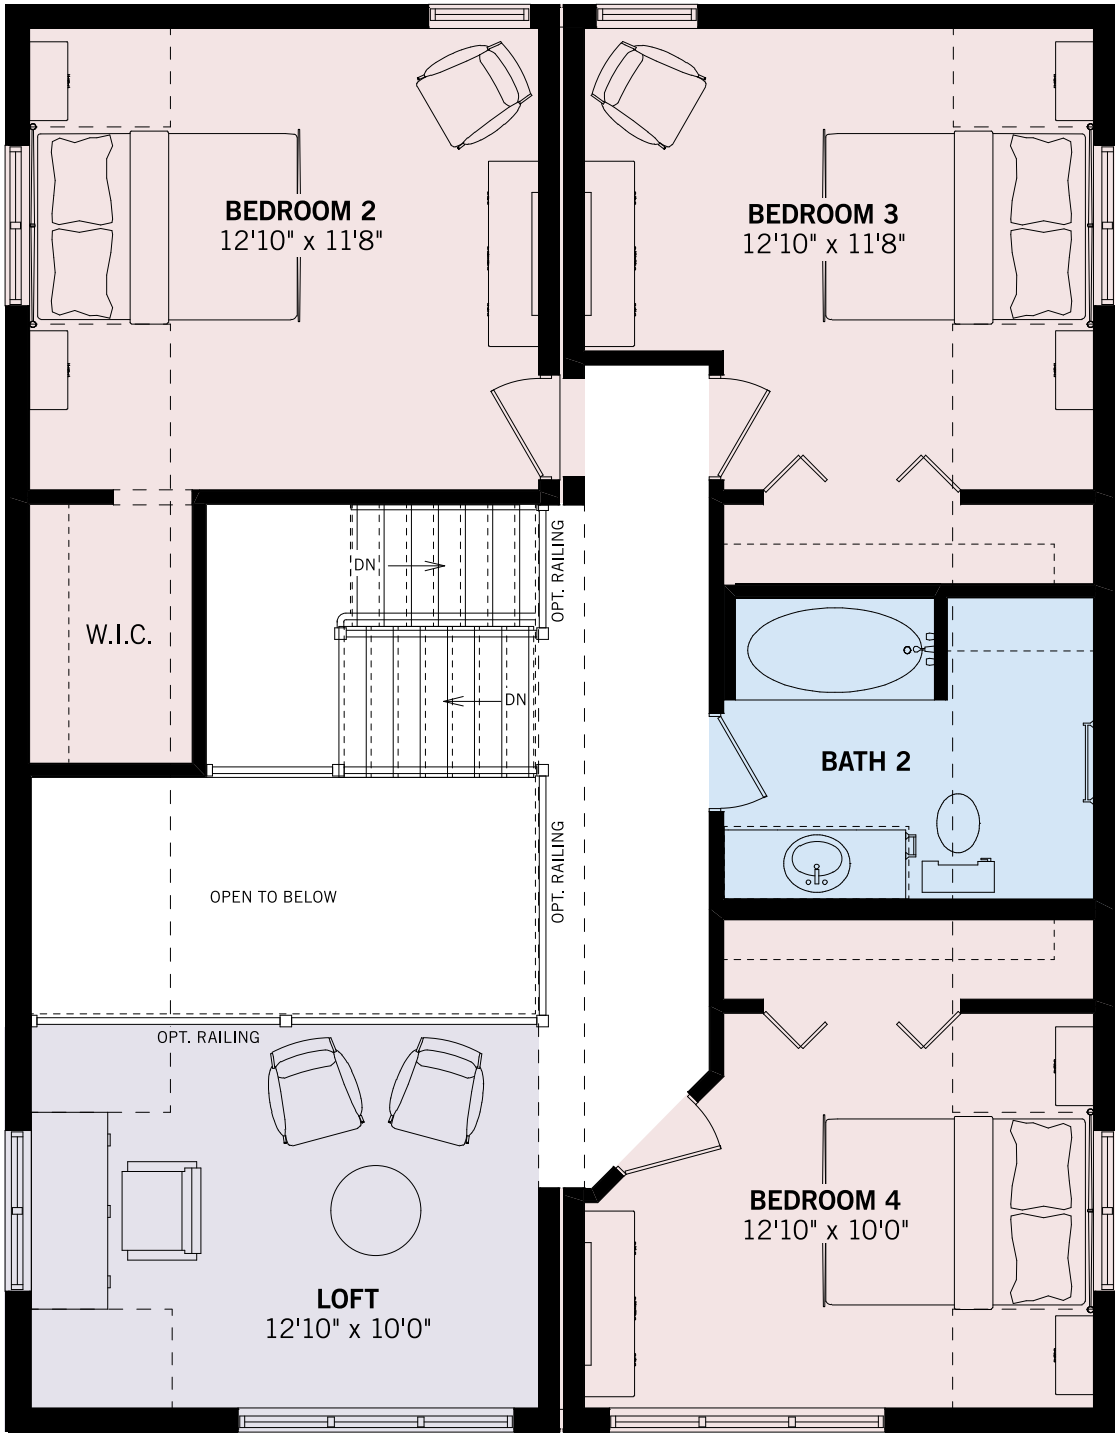 BEDROOM 2
12'10" x 11'8"
BEDROOM 3
12'10" x 11'8"
DN
OPT. RAILING
W.I.C.
DN
BATH 2
OPT. RAILING
OPEN TO BELOW
OPT. RAILING
BEDROOM 4
12'10" x 10'0"
LOFT
12'10" x 10'0"